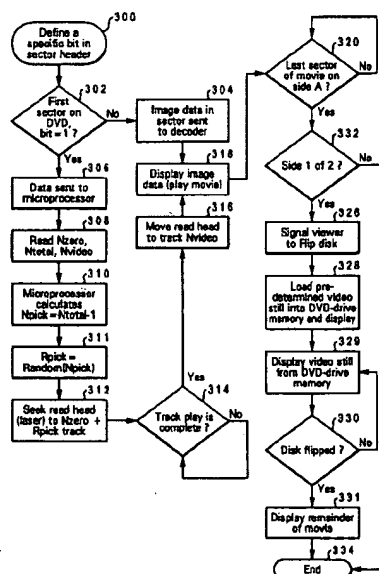 300
Define a
specific bit in
sector header
302
First
sector on
DVD,
bit = 1 ?
No
Yes
306
Data sent to
microprocessor
308
Read Nzero,
Ntotal, Nvideo
310
Microprocessor
calculates
Npick=Ntotal-1
311
Rpick=
Random(Npick)
312
Seek read head
(laser) to Nzero +
Rpick track
304
Image data in
sector sent to
decoder
318
Display image
data (play movie)
316
Move read head
to track Nvideo
Yes
314
Track play is
complete ?
No
320
Last sector
of movie on
side A ?
No
Yes
332
Side 1 of 2 ?
No
Yes
326
Signal viewer
to Flip disk
328
Load pre-
determined video
still into DVD-drive
memory and display
329
Display video still
from DVD-drive
memory
330
Disk flipped ?
No
Yes
331
Display remainder
of movie
334
End